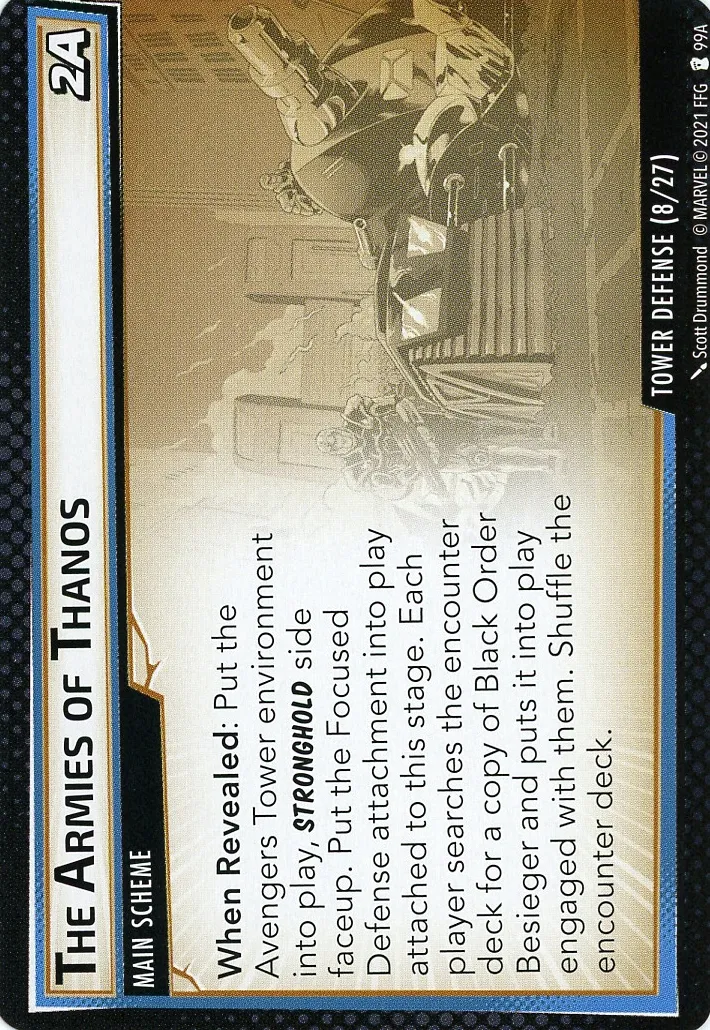 THE ARMIES OF THANOS
2A
MAIN SCHEME
When Revealed: Put the
Avengers Tower environment
into play, STRONGHOLD side
faceup. Put the Focused
Defense attachment into play
attached to this stage. Each
player searches the encounter
deck for a copy of Black Order
Besieger and puts it into play
engaged with them. Shuffle the
encounter deck.
TOWER DEFENSE (8/27)
Scott Drummond © MARVEL © 2021 FFG 99A